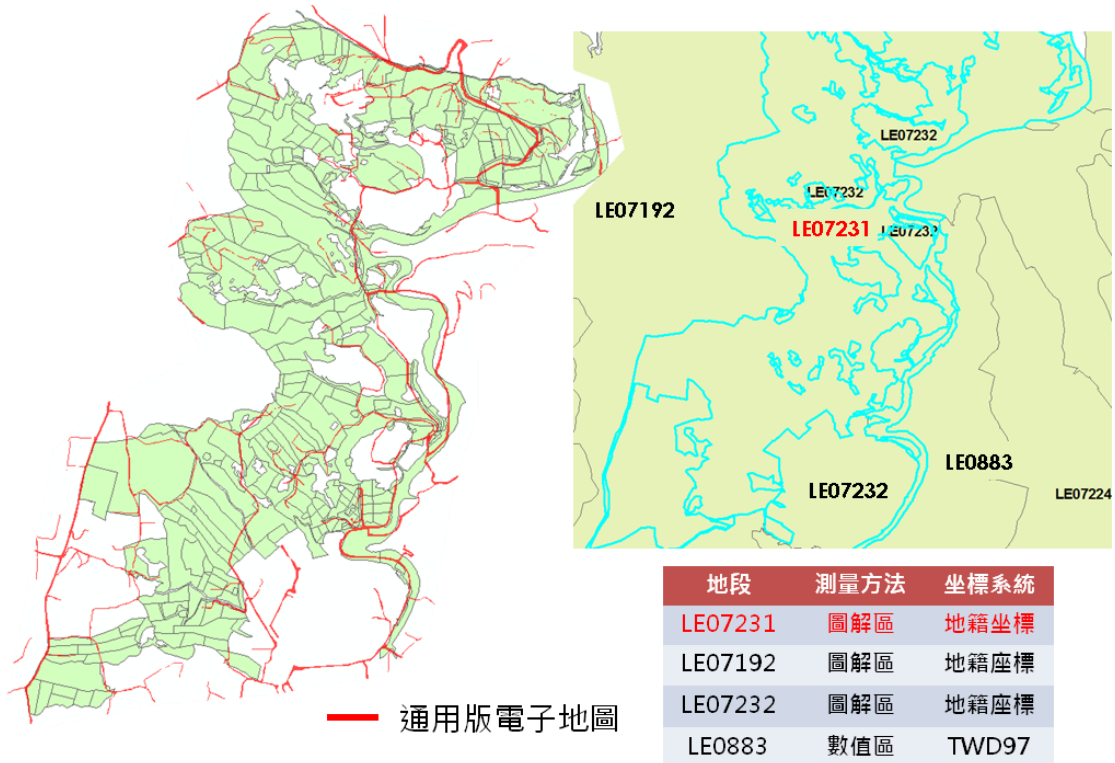 LE07232
LE07232
LE07192
LE07231
LE07232
LE0883
LE07232
LE07224
地段 測量方法 坐標系統
LE07231 圖解區 地籍坐標
LE07192 圖解區 地籍座標
LE07232 圖解區 地籍座標
LE0883 數值區 TWD97
通用版電子地圖